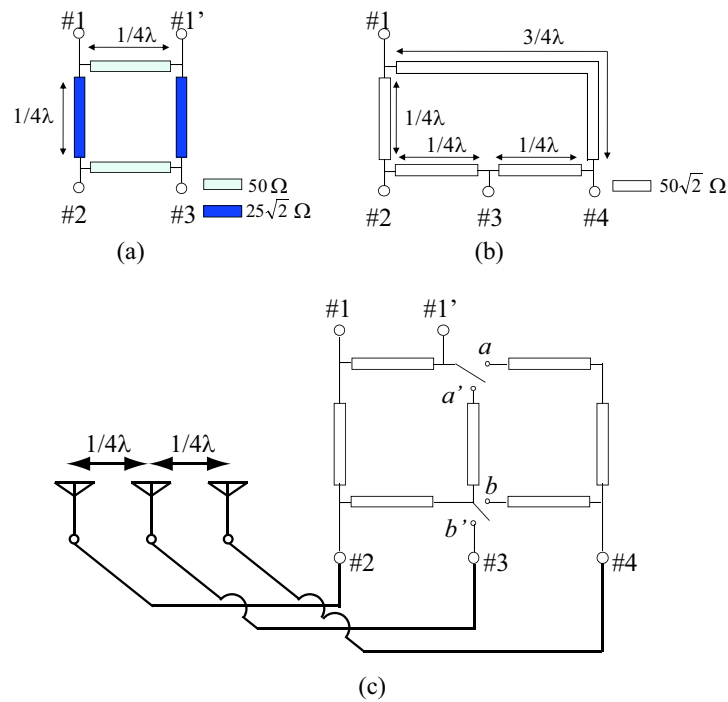 #1 #1’
1/4λ
1/4λ
#2 #3
50 Ω
25√2 Ω
(a)
#1
3/4λ
1/4λ
1/4λ 1/4λ
#2 #3 #4
50√2 Ω
(b)
#1 #1’
a
a’
1/4λ 1/4λ
b
b’
#2 #3 #4
(c)